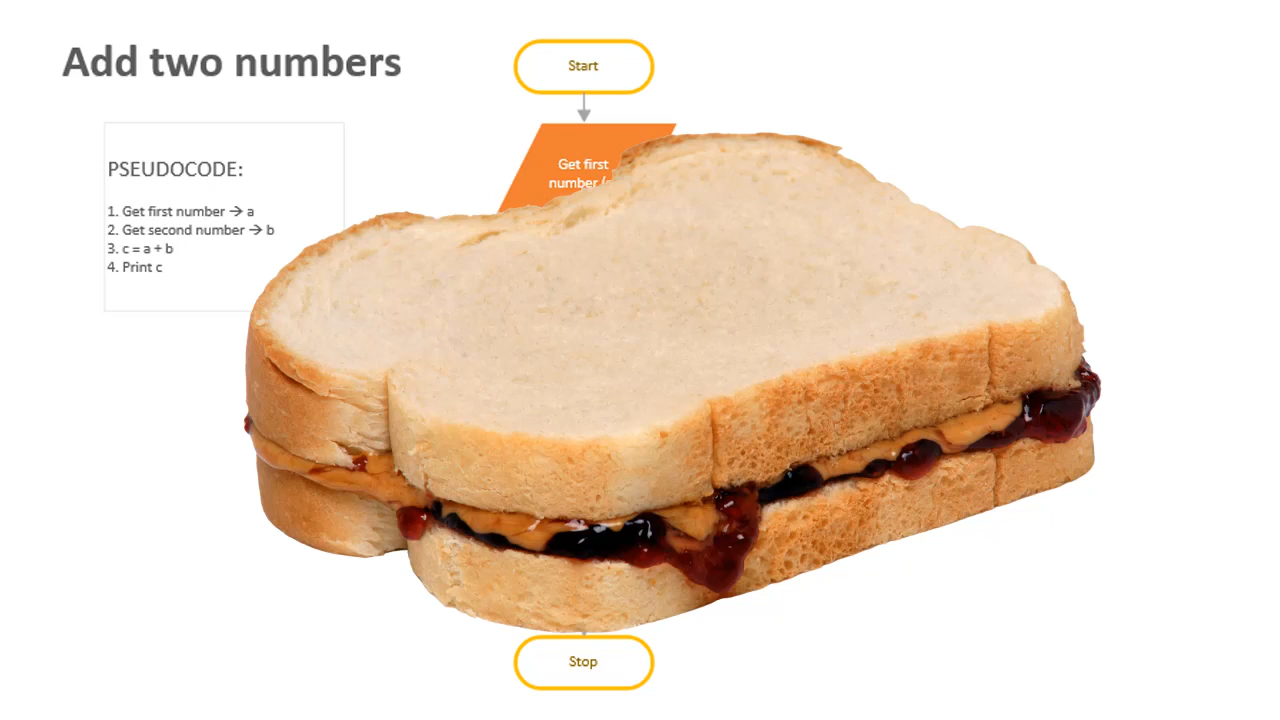 Add two numbers
Start
PSEUDOCODE:
1. Get first number → a
2. Get second number → b
3. c = a + b
4. Print c
Get first
number
Stop